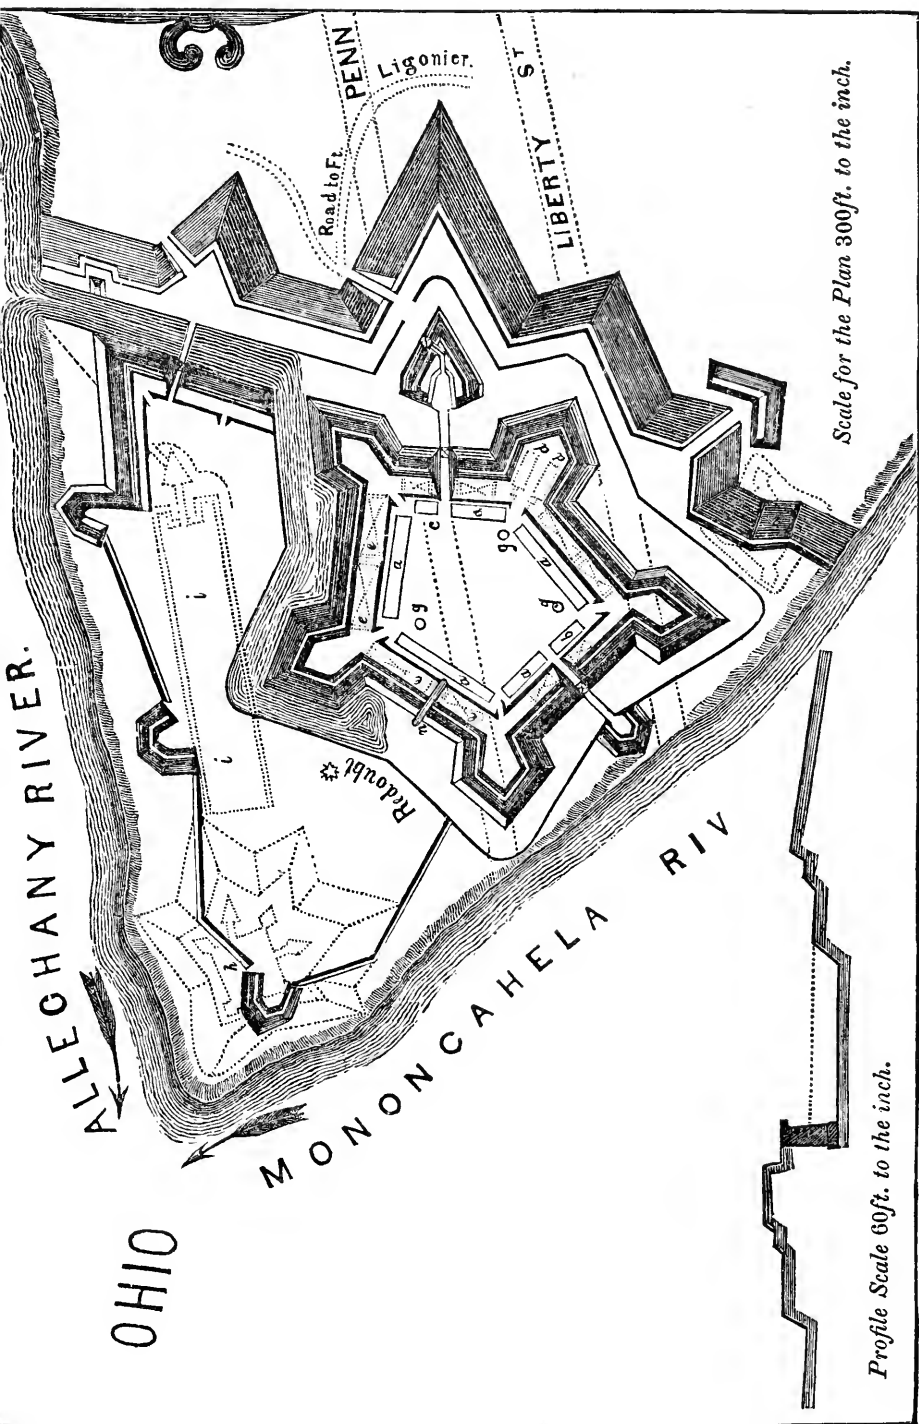 OHIO
ALLEGHANY RIVER.
MONONGAHELA RIV
i
i
h
Redoubt
a
a
a
a
a
b
c
d
e
e
g
g
g
Road to Ft.
Ligonier.
PENN
LIBERTY ST
Scale for the Plan 300ft. to the inch.
Profile Scale 60ft. to the inch.